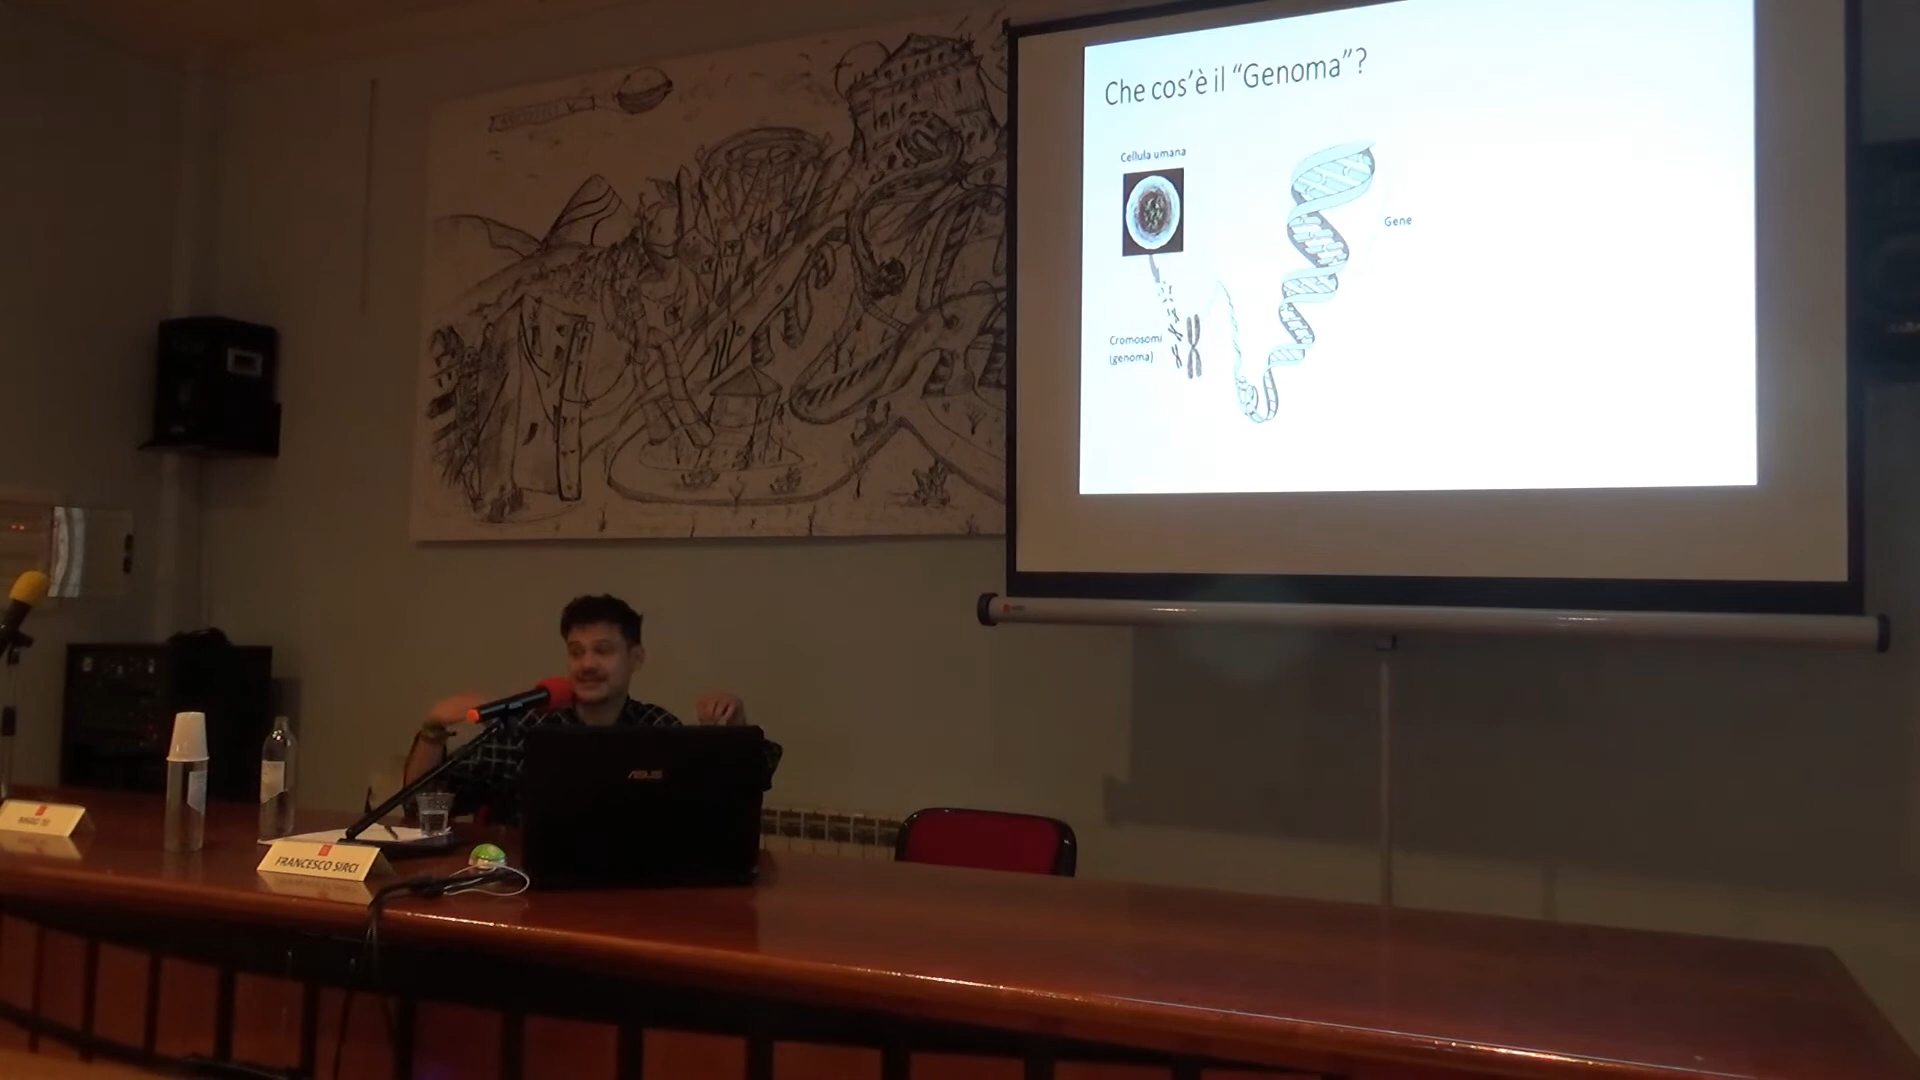 Che cos'è il “Genoma”?
Cellula umana
Gene
Cromosomi
(genoma)
ASUS
FRANCESCO SIRCI